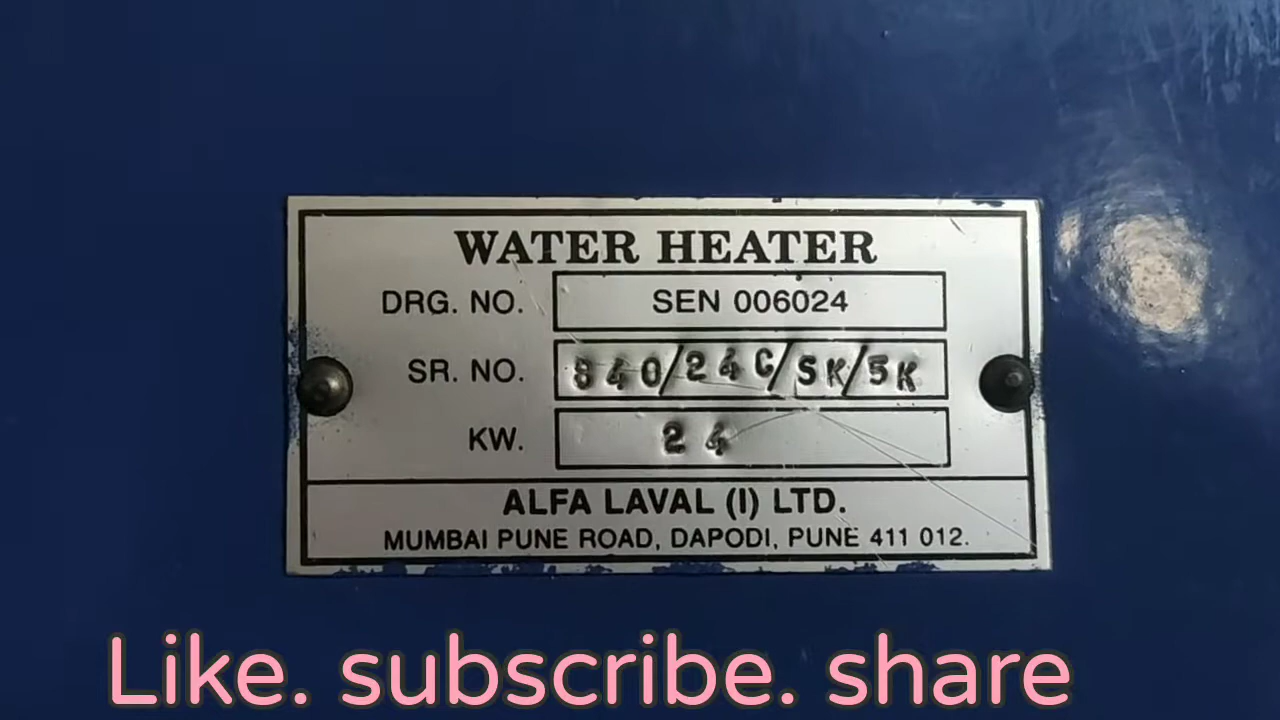 WATER HEATER
DRG. NO. SEN 006024
SR. NO. 840/24C/SK/5K
KW. 24
ALFA LAVAL (I) LTD.
MUMBAI PUNE ROAD, DAPODI, PUNE 411 012.
Like. subscribe. share